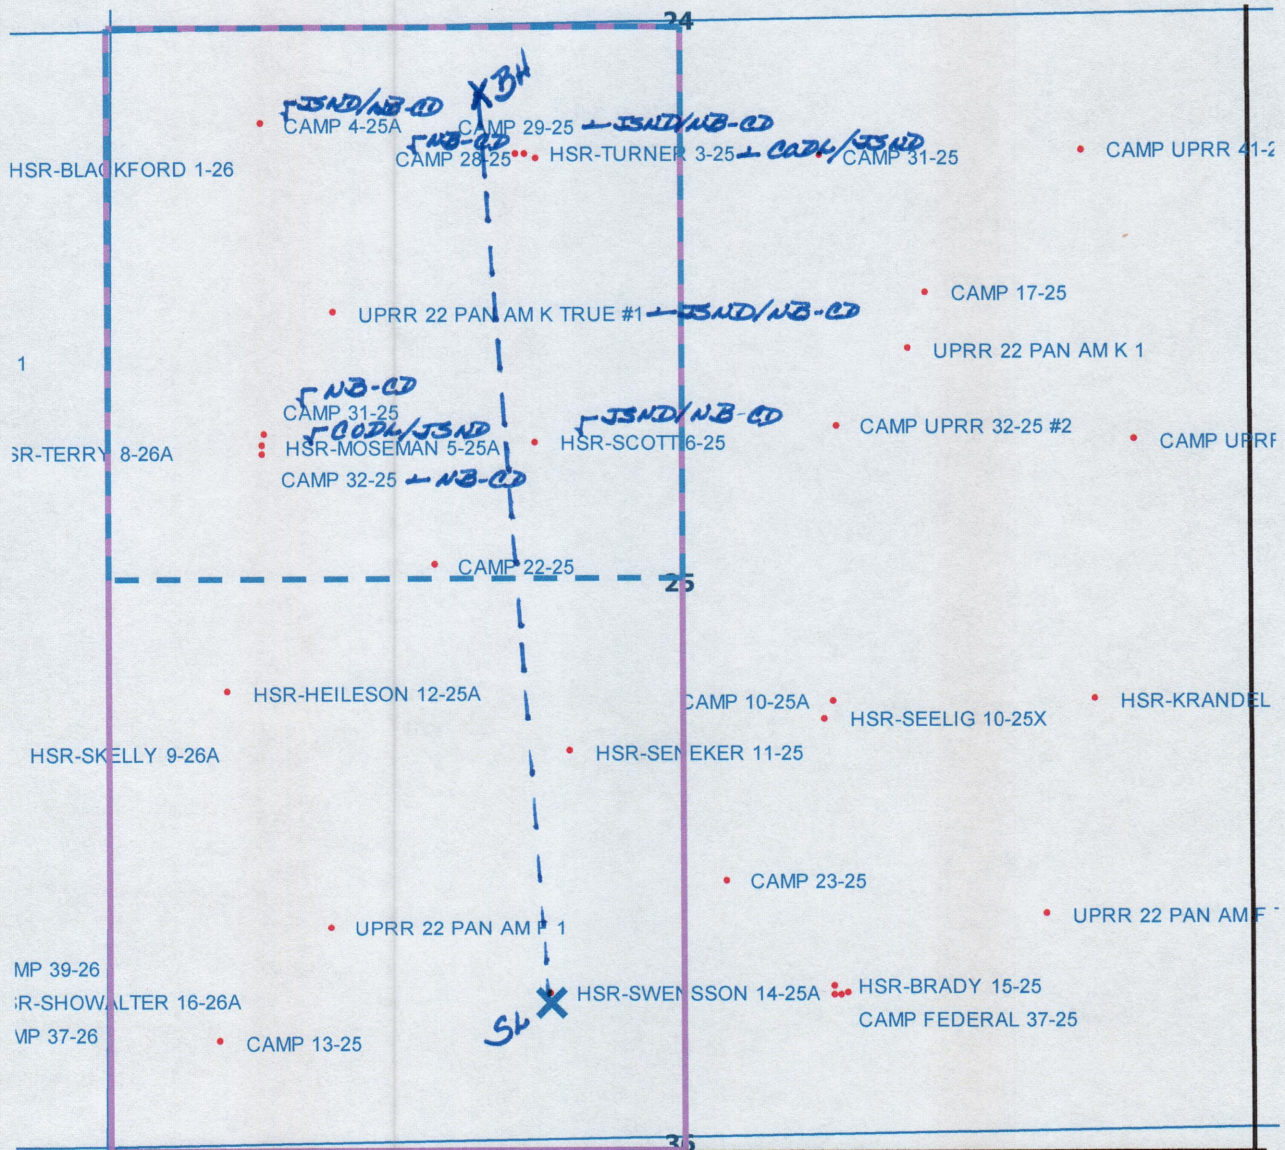 24
BH
JSND/NB-CD
CAMP 4-25A
CAMP 29-25 JSND/NB-CD
NB-CD
CAMP 28-25
HSR-TURNER 3-25 CODL/JSND
CAMP 31-25
CAMP UPRR 41-2
HSR-BLACKFORD 1-26
CAMP 17-25
UPRR 22 PAN AM K TRUE #1 JSND/NB-CD
UPRR 22 PAN AM K 1
1
NB-CD
CAMP 31-25
JSND/NB-CD
CAMP UPRR 32-25 #2
CODL/JSND
HSR-MOSEMAN 5-25A
HSR-SCOTT 6-25
CAMP UPRR
SR-TERRY 8-26A
CAMP 32-25 NB-CD
CAMP 22-25
25
HSR-HEILESON 12-25A
CAMP 10-25A
HSR-KRANDEL
HSR-SEELIG 10-25X
HSR-SKELLY 9-26A
HSR-SENEKER 11-25
CAMP 23-25
UPRR 22 PAN AM F 1
UPRR 22 PAN AM F
MP 39-26
HSR-SWENSSON 14-25A
HSR-BRADY 15-25
SR-SHOWALTER 16-26A
CAMP FEDERAL 37-25
SL
MP 37-26
CAMP 13-25
36